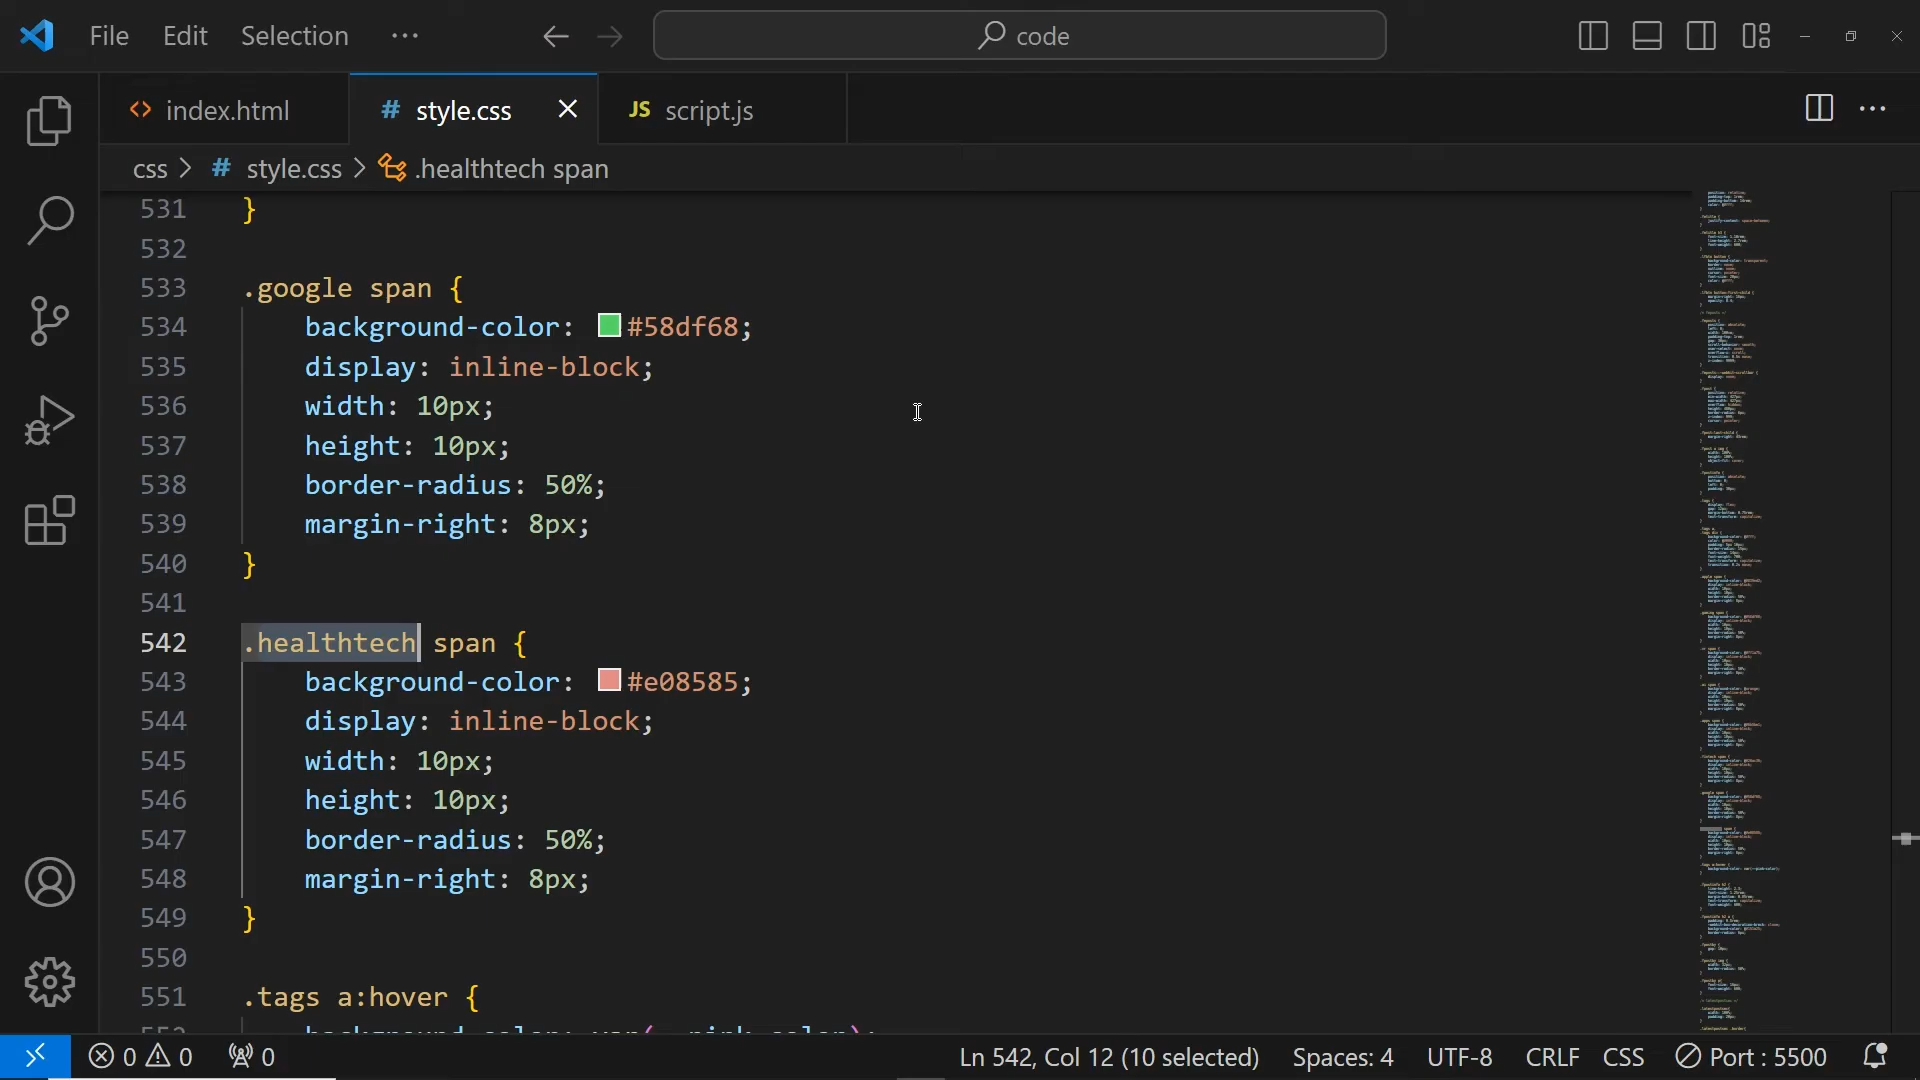 File Edit Selection ··· code
index.html # style.css JS script.js
css > # style.css > .healthtech span
531 }
532
533 .google span {
534 background-color: #58df68;
535 display: inline-block;
536 width: 10px;
537 height: 10px;
538 border-radius: 50%;
539 margin-right: 8px;
540 }
541
542 .healthtech span {
543 background-color: #e08585;
544 display: inline-block;
545 width: 10px;
546 height: 10px;
547 border-radius: 50%;
548 margin-right: 8px;
549 }
550
551 .tags a:hover {
0 0 0 Ln 542, Col 12 (10 selected) Spaces: 4 UTF-8 CRLF CSS Port : 5500